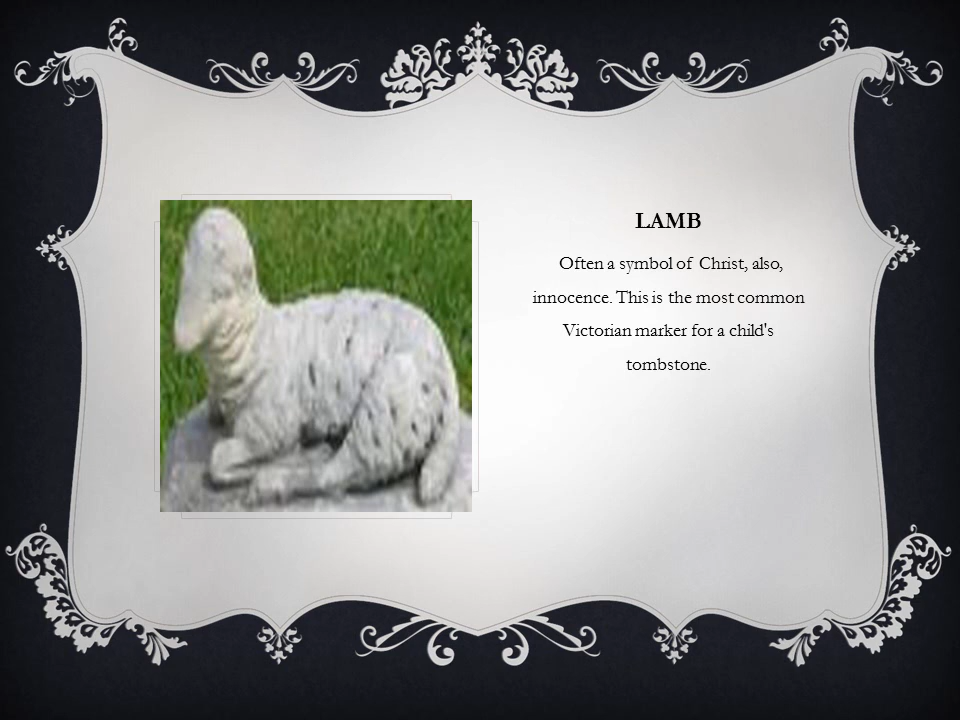 LAMB
Often a symbol of Christ, also,
innocence. This is the most common
Victorian marker for a child's
tombstone.